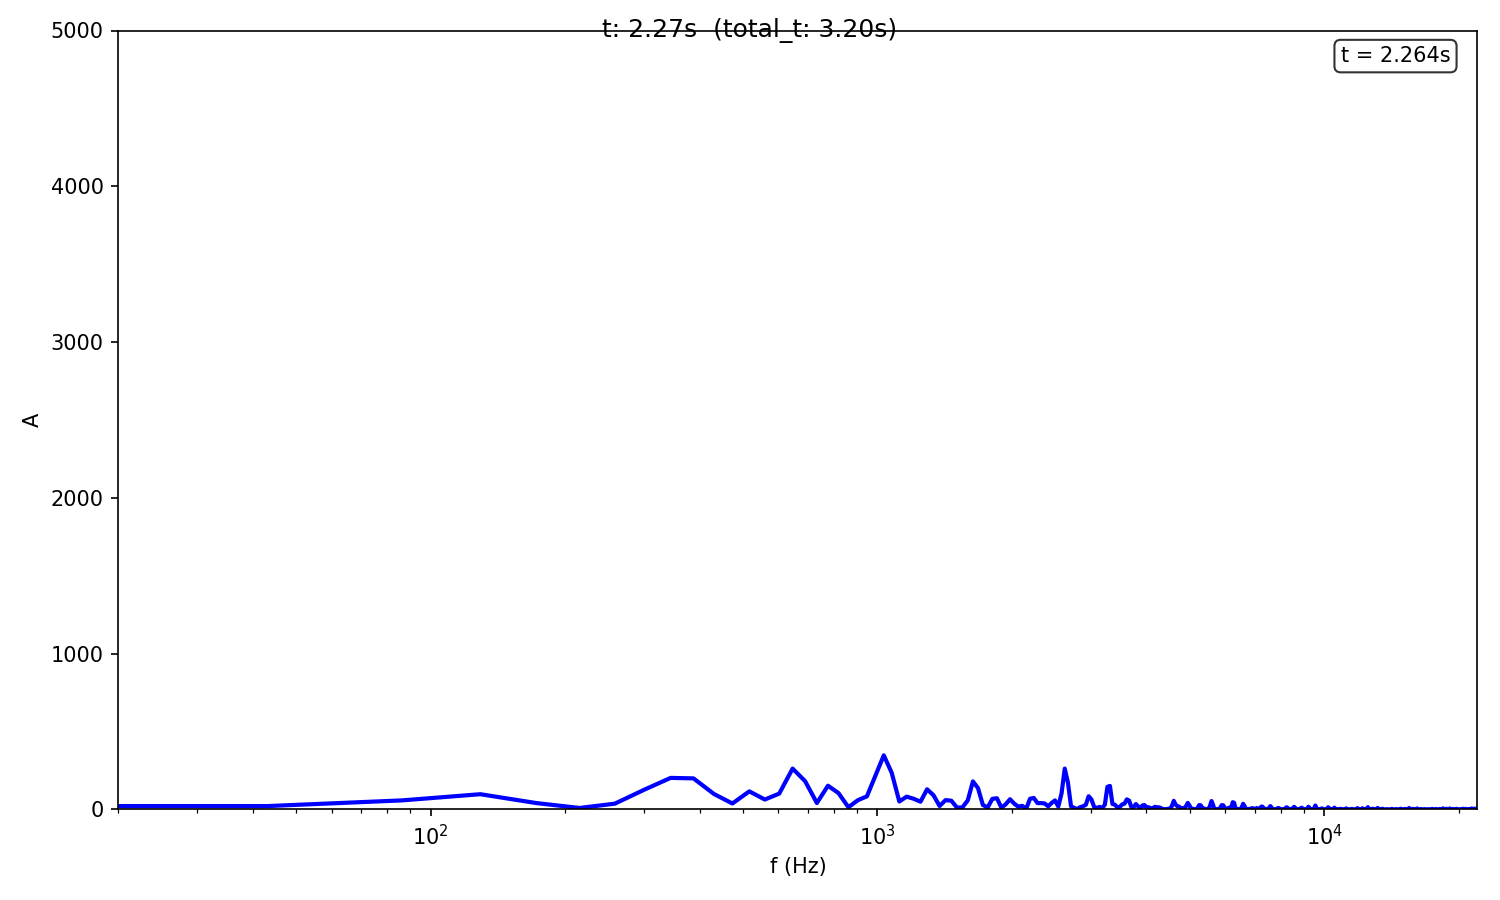 t: 2.27s  (total_t: 3.20s)
t = 2.264s
5000
4000
3000
2000
1000
0
A
10²
10³
10⁴
f (Hz)